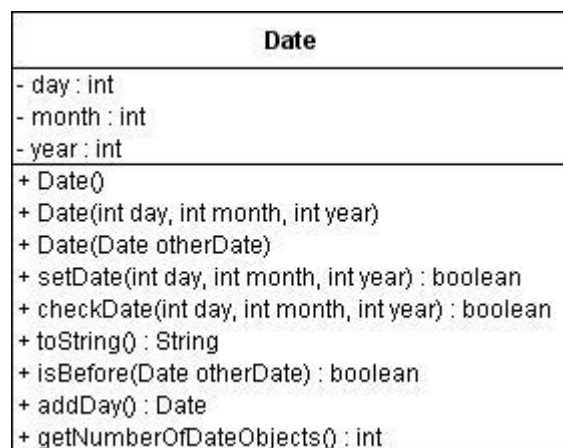 Date
- day : int
- month : int
- year : int
+ Date()
+ Date(int day, int month, int year)
+ Date(Date otherDate)
+ setDate(int day, int month, int year) : boolean
+ checkDate(int day, int month, int year) : boolean
+ toString() : String
+ isBefore(Date otherDate) : boolean
+ addDay() : Date
+ getNumberOfDateObjects() : int